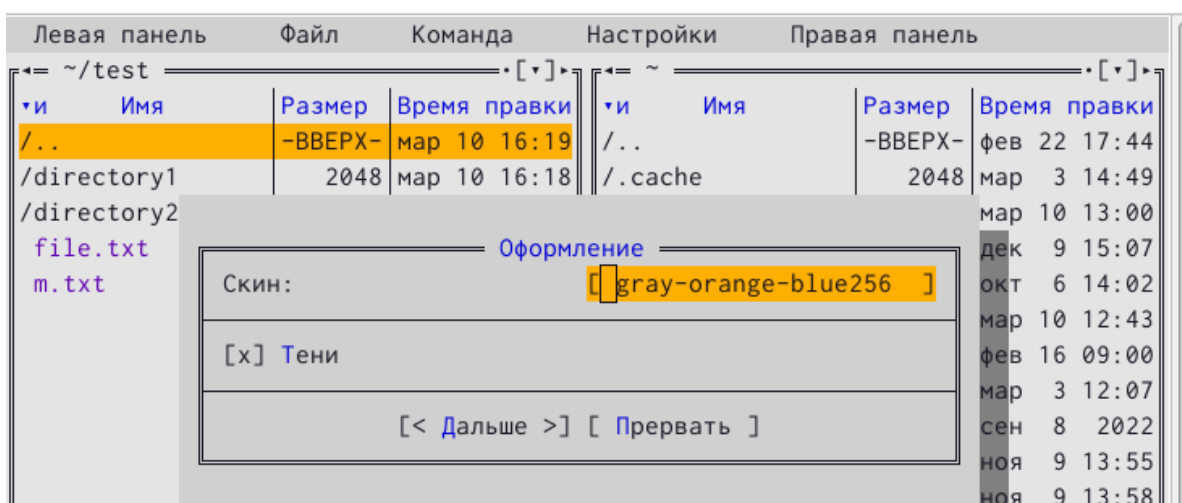 Левая панель Файл Команда Настройки Правая панель
~/test [▾] ~ [▾]
▾и Имя Размер Время правки ▾и Имя Размер Время правки
/.. -ВВЕРХ- мар 10 16:19 /.. -ВВЕРХ- фев 22 17:44
/directory1 2048 мар 10 16:18 /.cache 2048 мар 3 14:49
/directory2 мар 10 13:00
file.txt Оформление дек 9 15:07
m.txt Скин: [ gray-orange-blue256 ] окт 6 14:02
мар 10 12:43
[x] Тени фев 16 09:00
мар 3 12:07
[< Дальше >] [ Прервать ] сен 8 2022
ноя 9 13:55
ноя 9 13:58